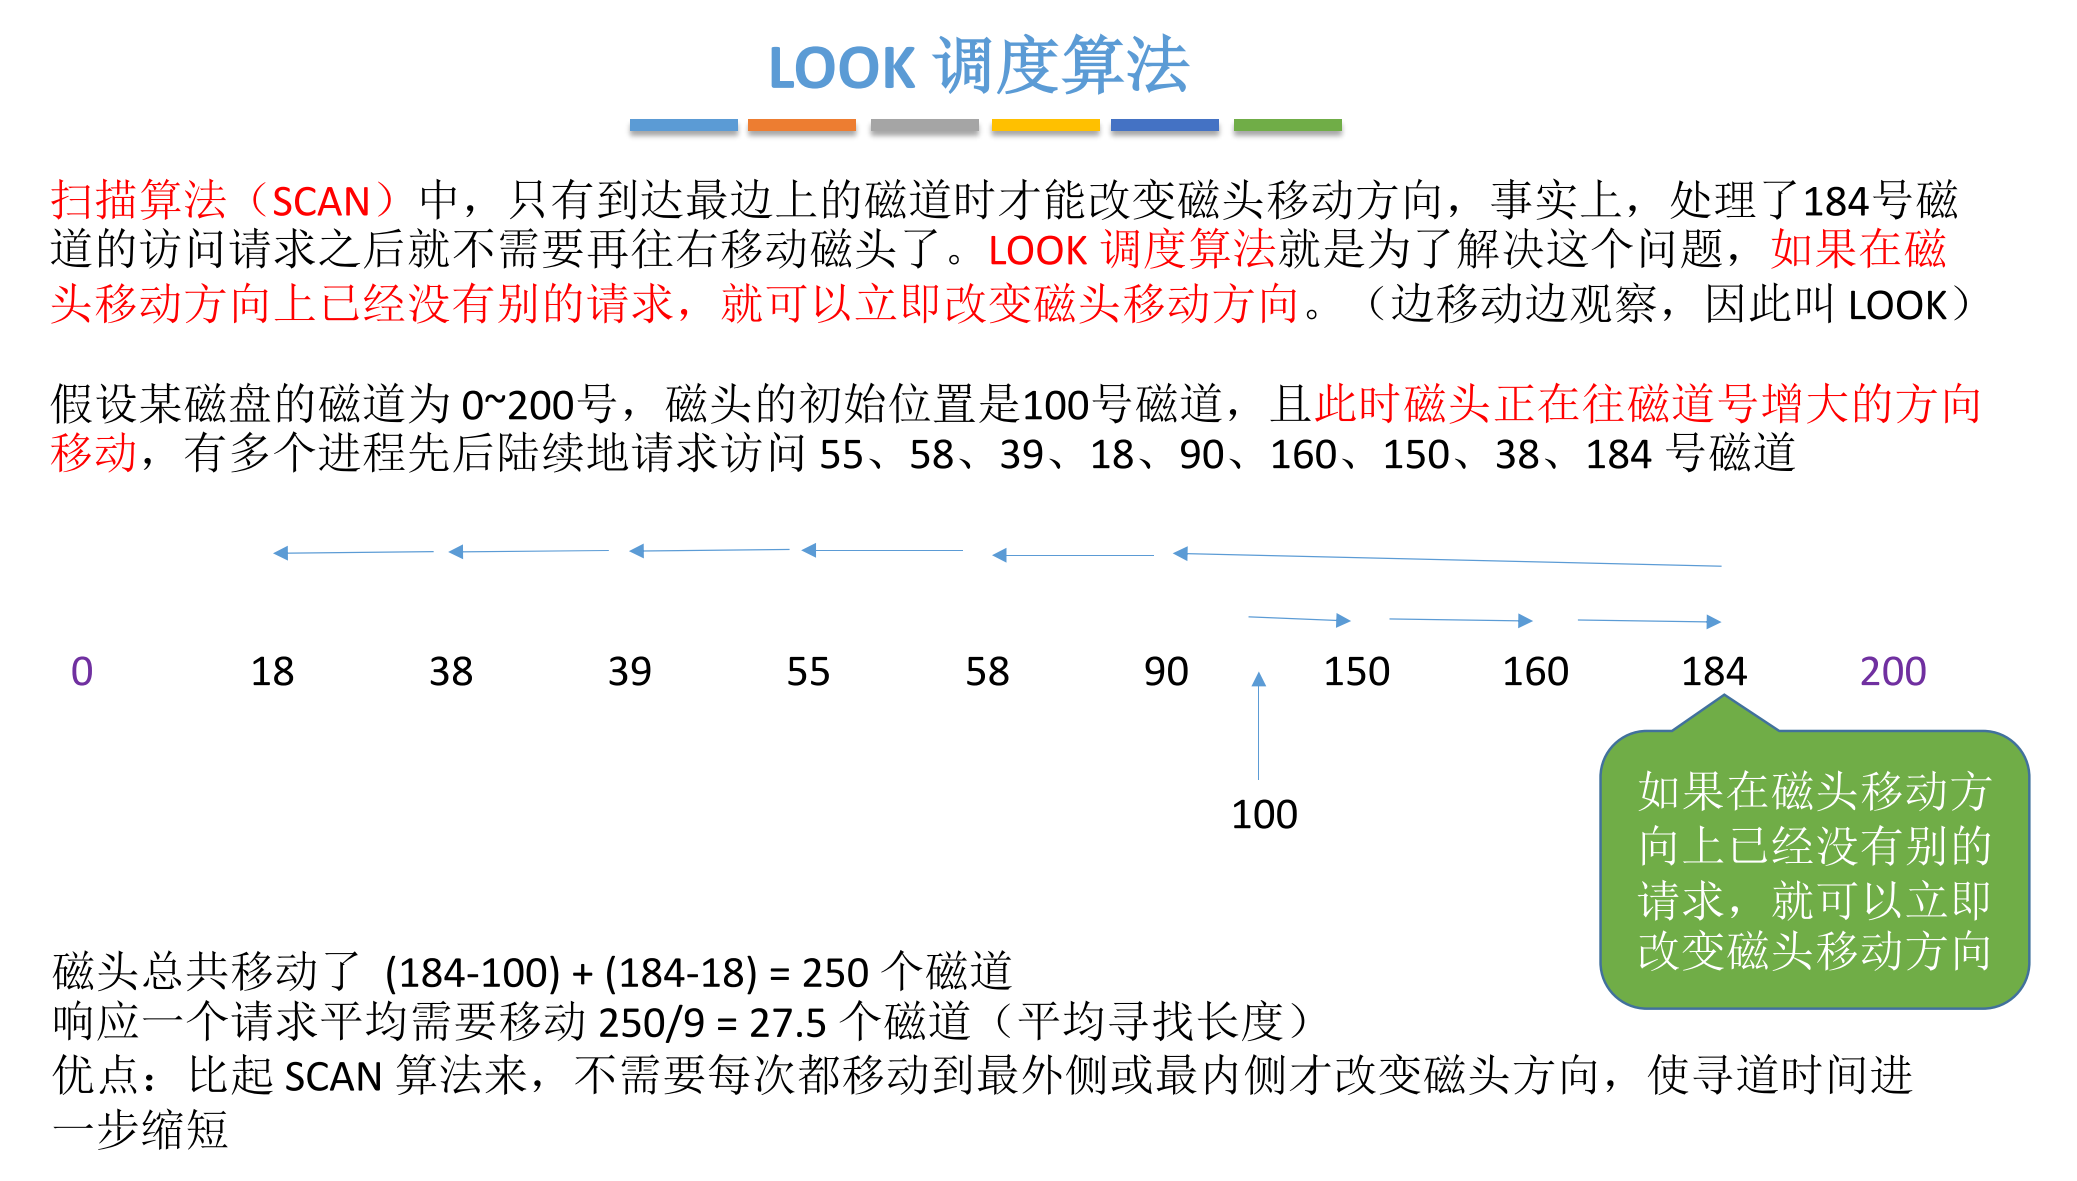 LOOK 调度算法
扫描算法（SCAN）中，只有到达最边上的磁道时才能改变磁头移动方向，事实上，处理了184号磁
道的访问请求之后就不需要再往右移动磁头了。LOOK 调度算法就是为了解决这个问题，如果在磁
头移动方向上已经没有别的请求，就可以立即改变磁头移动方向。（边移动边观察，因此叫 LOOK）
假设某磁盘的磁道为 0~200号，磁头的初始位置是100号磁道，且此时磁头正在往磁道号增大的方向
移动，有多个进程先后陆续地请求访问 55、58、39、18、90、160、150、38、184 号磁道
0 18 38 39 55 58 90 150 160 184 200
100
如果在磁头移动方
向上已经没有别的
请求，就可以立即
改变磁头移动方向
磁头总共移动了 (184-100) + (184-18) = 250 个磁道
响应一个请求平均需要移动 250/9 = 27.5 个磁道（平均寻找长度）
优点：比起 SCAN 算法来，不需要每次都移动到最外侧或最内侧才改变磁头方向，使寻道时间进
一步缩短